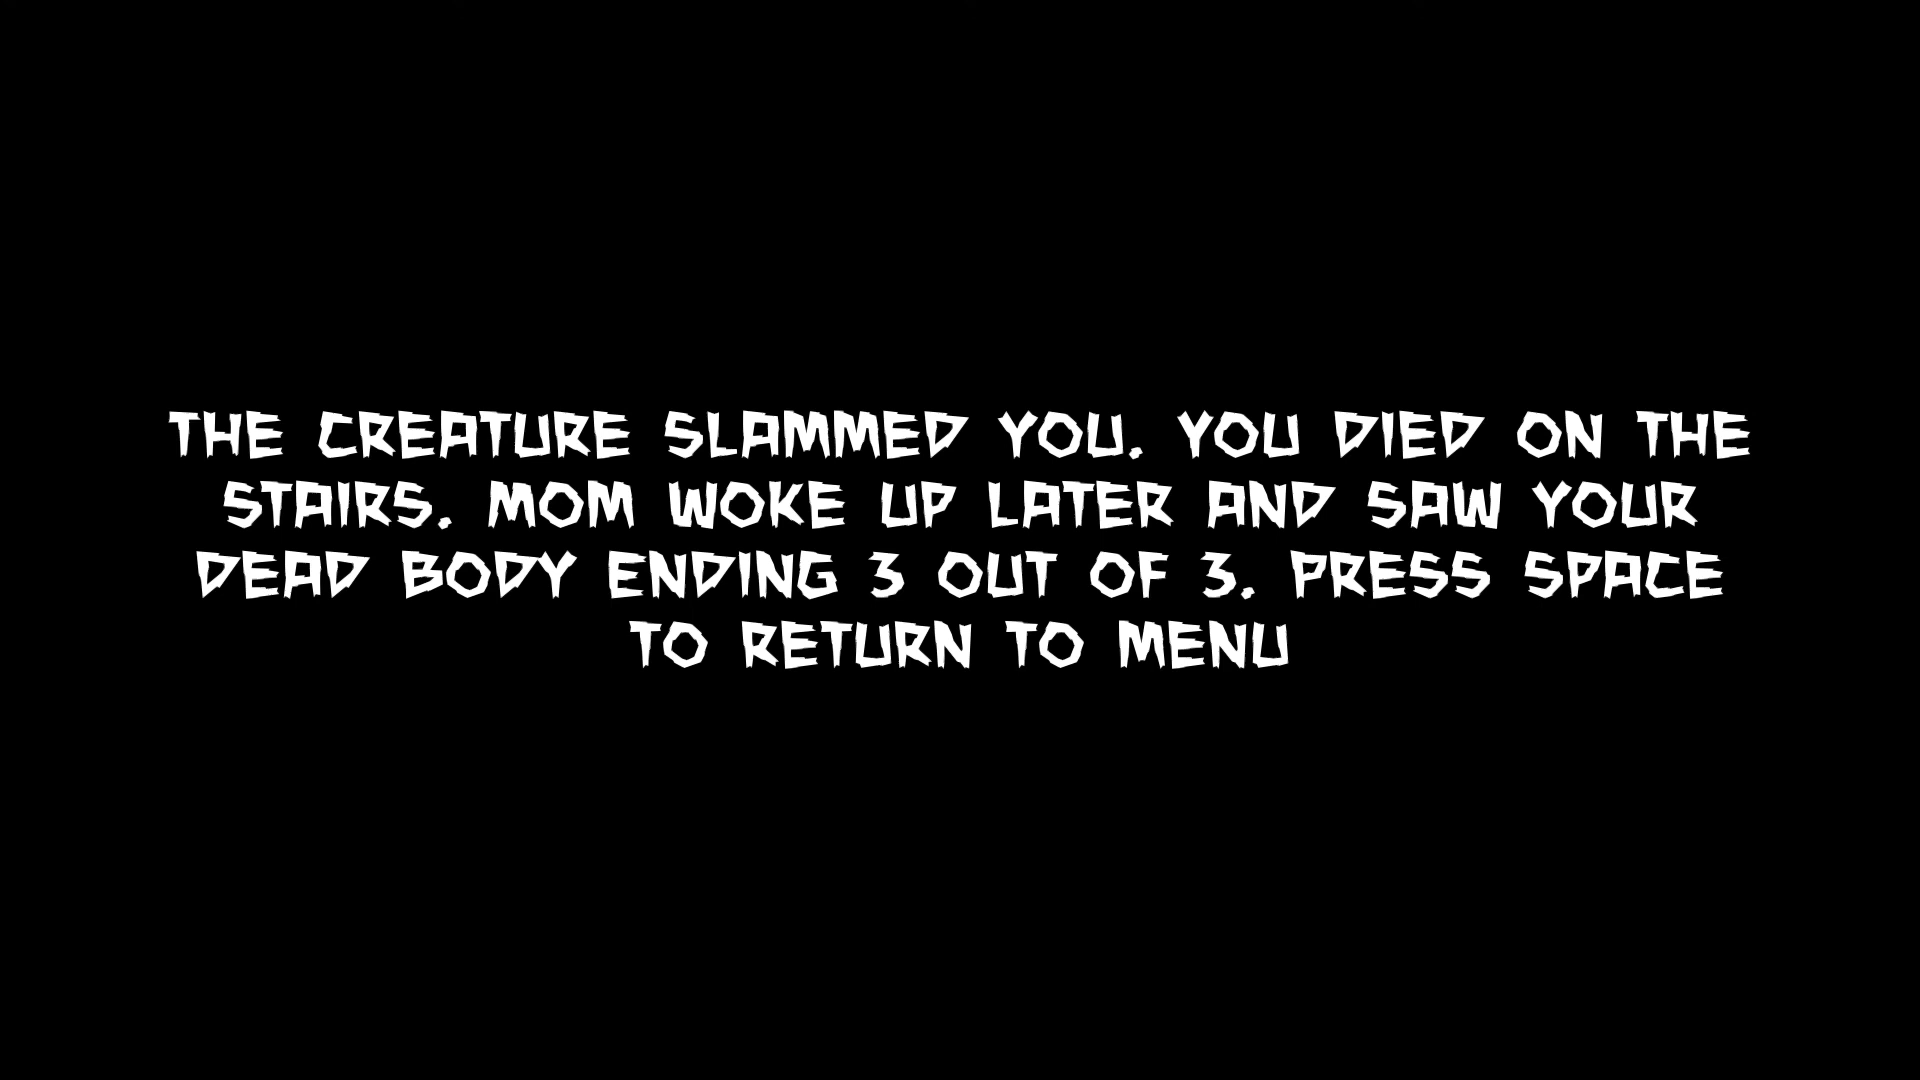 THE CREATURE SLAMMED YOU. YOU DIED ON THE
STAIRS. MOM WOKE UP LATER AND SAW YOUR
DEAD BODY ENDING 3 OUT OF 3. PRESS SPACE
TO RETURN TO MENU